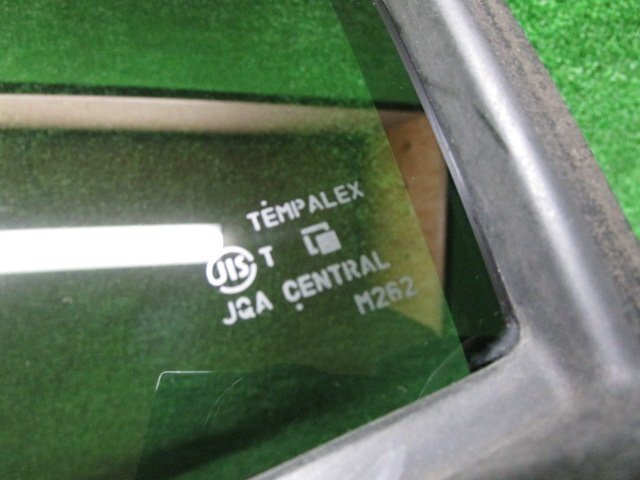 TEMPALEX
JIS T
JQA CENTRAL
M262